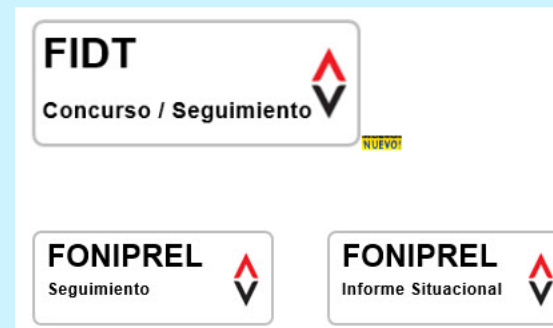 FIDT
Concurso / Seguimiento
NUEVO!
FONIPREL
Seguimiento
FONIPREL
Informe Situacional